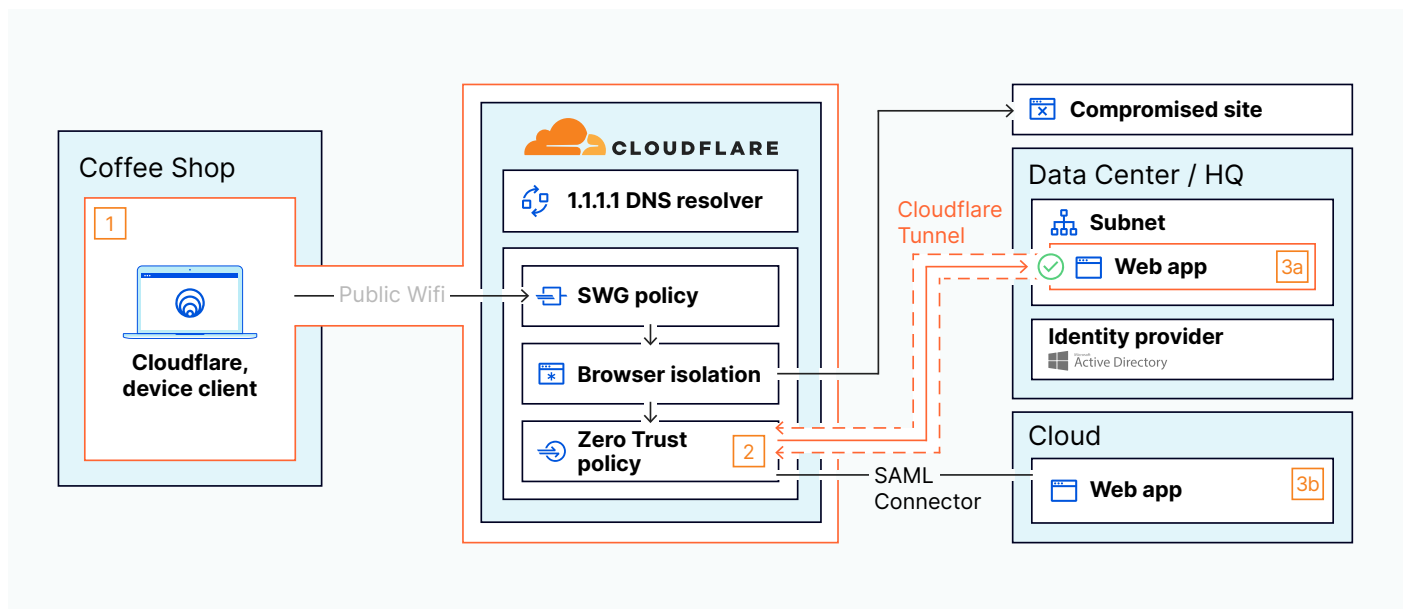 Coffee Shop
1
Cloudflare,
device client
Public Wifi
CLOUDFLARE
1.1.1.1 DNS resolver
SWG policy
Browser isolation
Zero Trust
policy
2
Cloudflare
Tunnel
SAML
Connector
Compromised site
Data Center / HQ
Subnet
Web app
3a
Identity provider
Microsoft
Active Directory
Cloud
Web app
3b